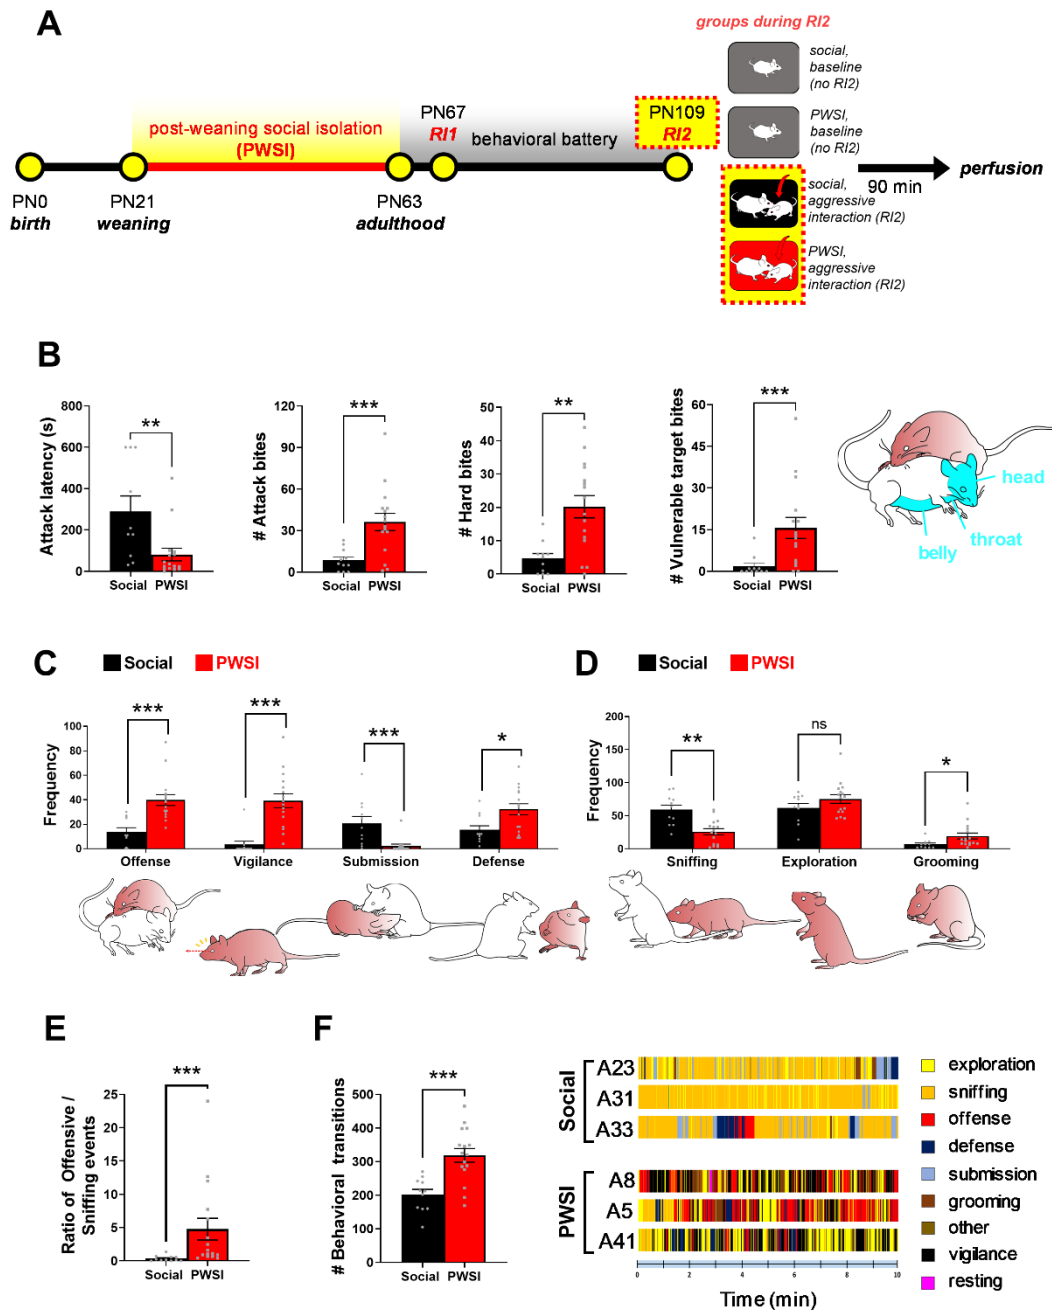 A
groups during RI2
social,
baseline
(no RI2)
PWSI,
baseline
(no RI2)
social,
aggressive
interaction (RI2)
PWSI,
aggressive
interaction (RI2)
post-weaning social isolation
(PWSI)
PN67
RI1
behavioral battery
PN109
RI2
PN0
birth
PN21
weaning
PN63
adulthood
90 min
perfusion
B
Attack latency (s)
800
600
400
200
0
**
Social PWSI
# Attack bites
120
90
60
30
0
***
Social PWSI
# Hard bites
50
40
30
20
10
0
**
Social PWSI
# Vulnerable target bites
60
45
30
15
0
***
Social PWSI
head
throat
belly
C
Social PWSI
Frequency
100
80
60
40
20
0
*** *** *** *
Offense Vigilance Submission Defense
D
Social PWSI
Frequency
200
150
100
50
0
** ns *
Sniffing Exploration Grooming
E
Ratio of Offensive /
Sniffing events
25
20
15
10
5
0
***
Social PWSI
F
# Behavioral transitions
500
400
300
200
100
0
***
Social PWSI
Social
A23
A31
A33
PWSI
A8
A5
A41
0 2 4 6 8 10
Time (min)
exploration
sniffing
offense
defense
submission
grooming
other
vigilance
resting